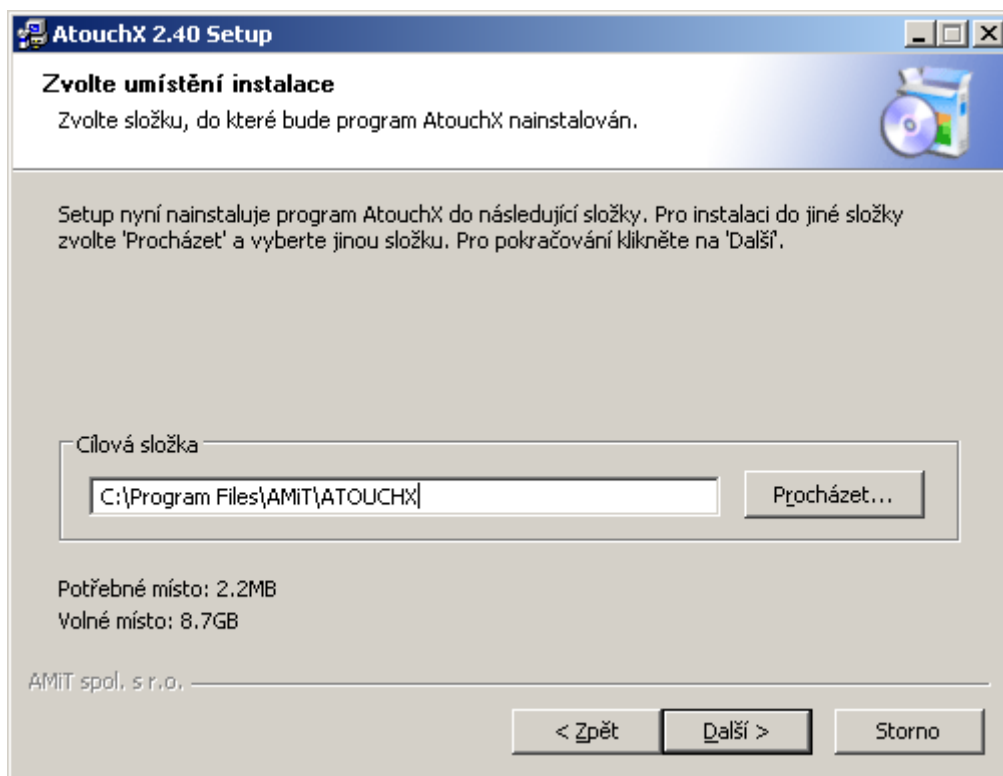 AtouchX 2.40 Setup
Zvolte umístění instalace
Zvolte složku, do které bude program AtouchX nainstalován.
Setup nyní nainstaluje program AtouchX do následující složky. Pro instalaci do jiné složky
zvolte 'Procházet' a vyberte jinou složku. Pro pokračování klikněte na 'Další'.
Cílová složka
C:\Program Files\AMiT\ATOUCHX
Procházet...
Potřebné místo: 2.2MB
Volné místo: 8.7GB
AMiT spol. s r.o.
< Zpět
Další >
Storno